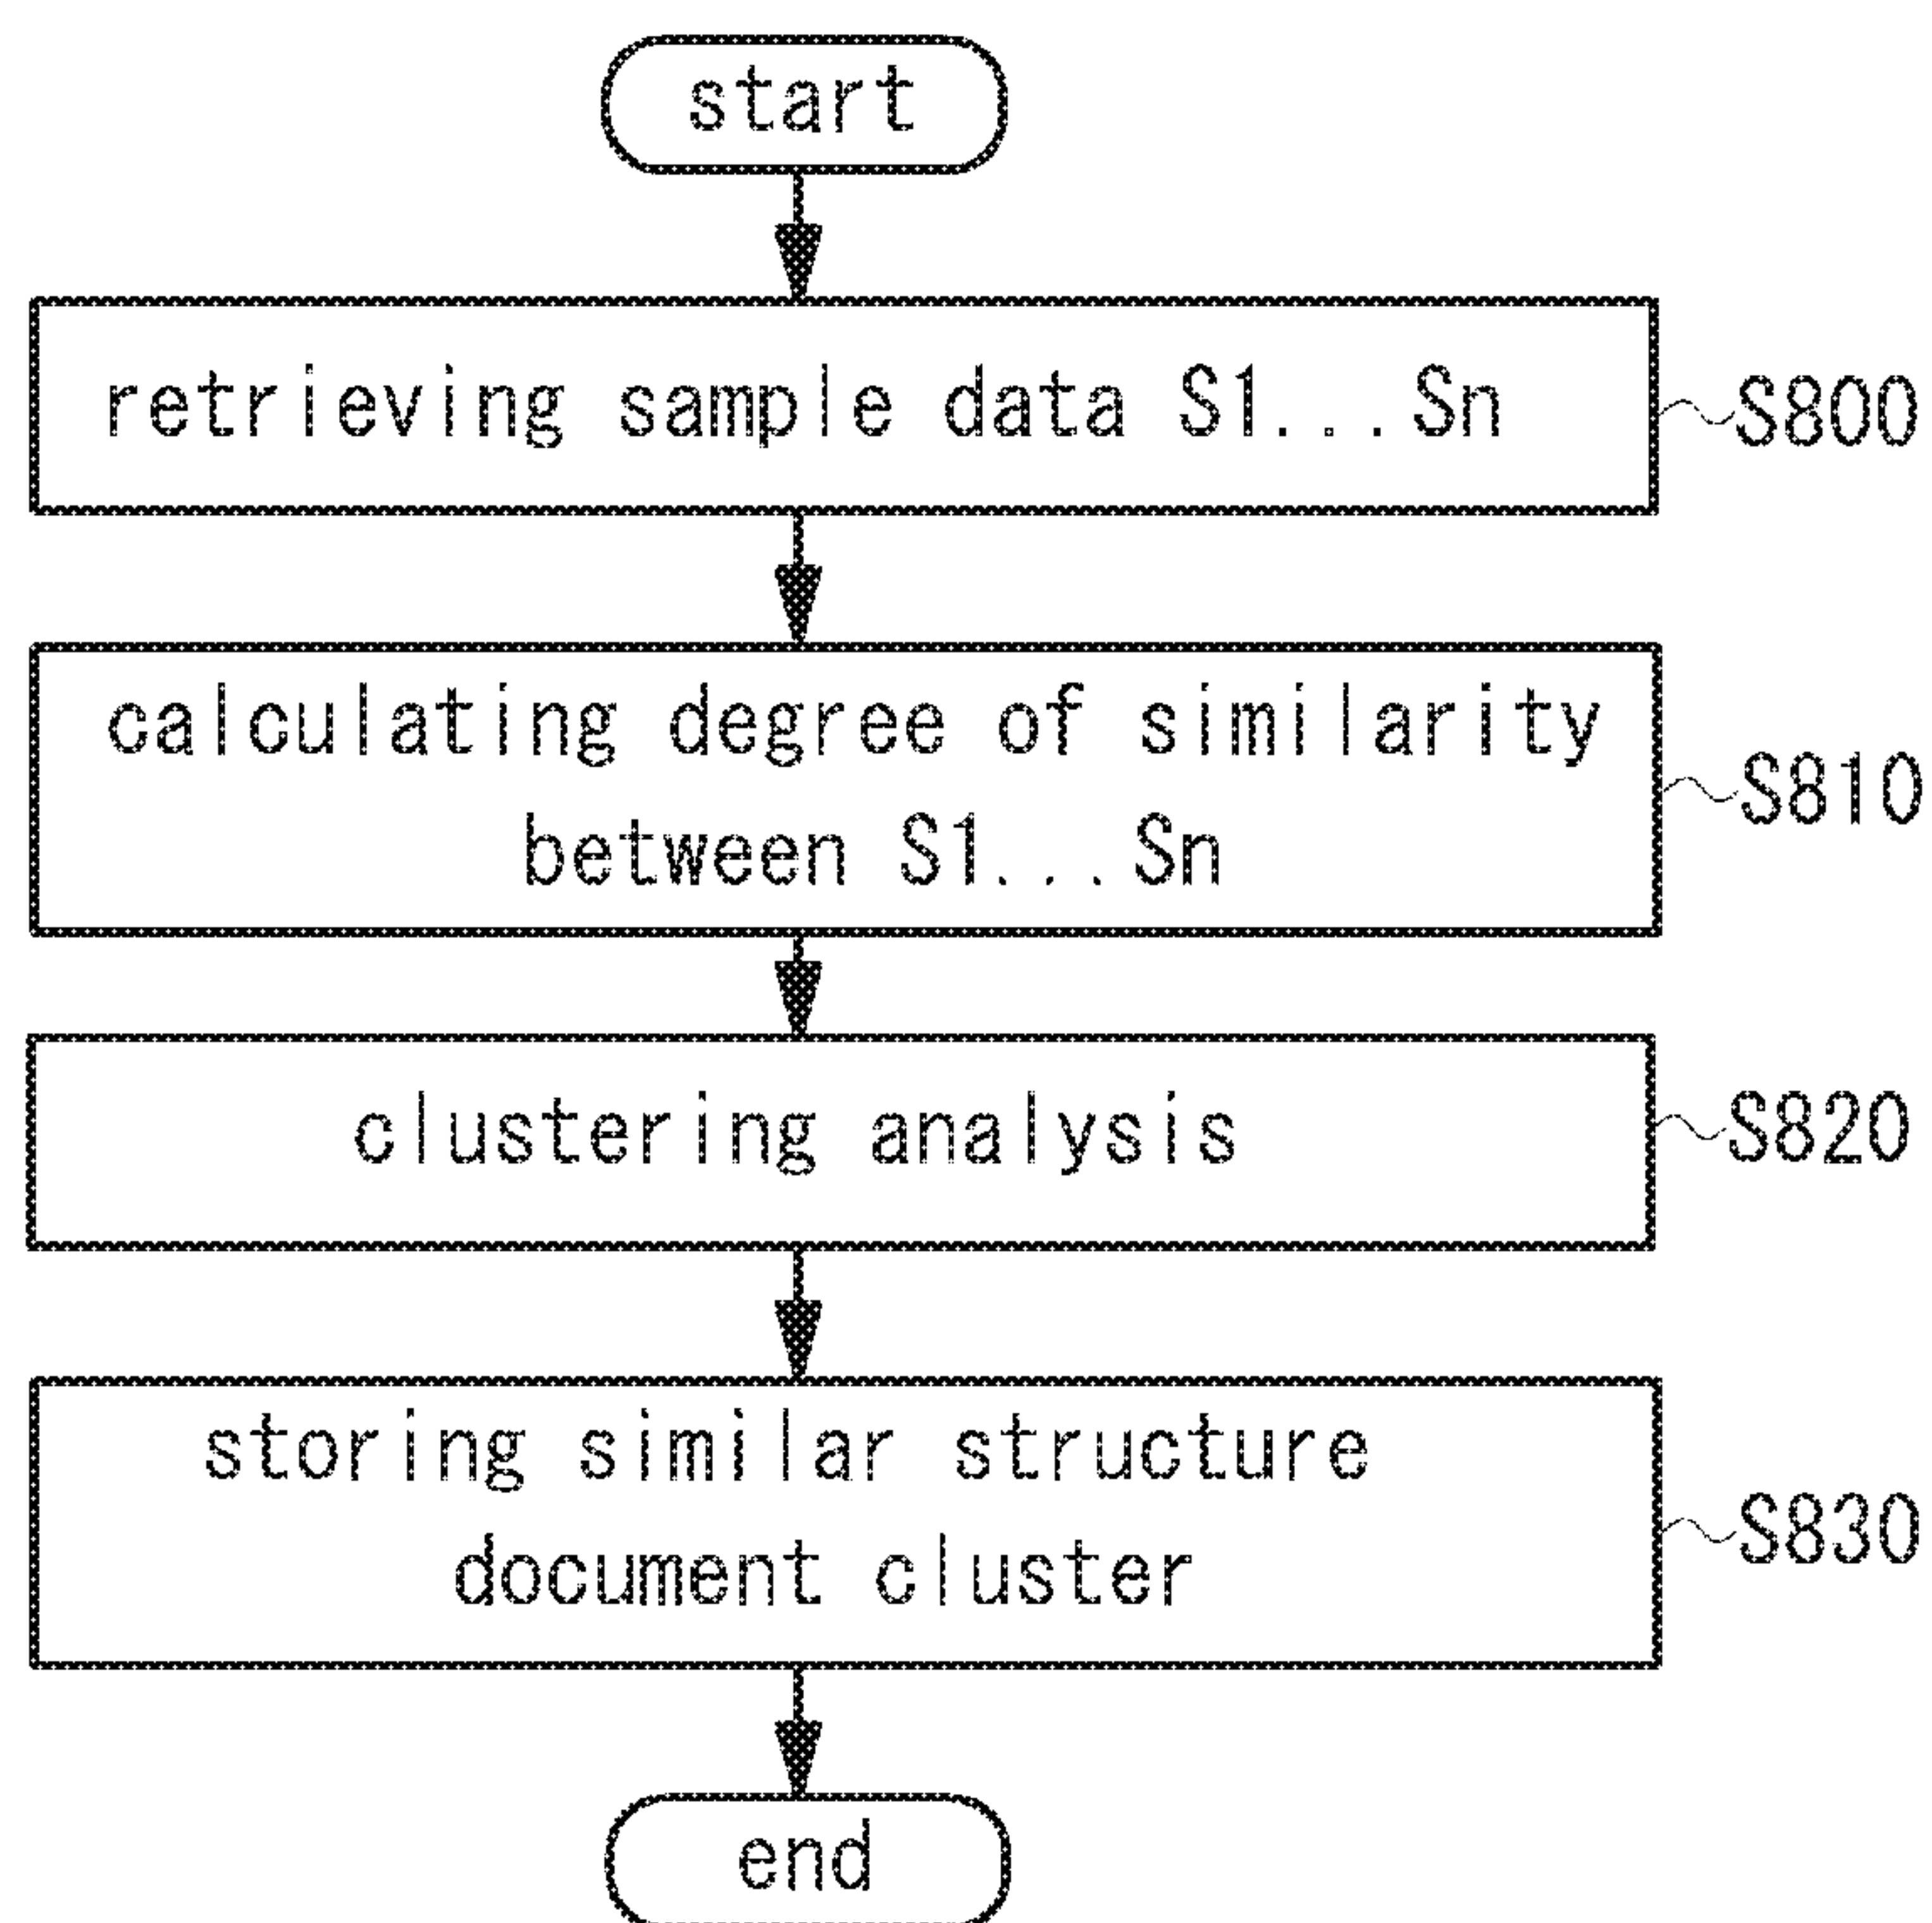 start
retrieving sample data S1...Sn
S800
calculating degree of similarity
between S1...Sn
S810
clustering analysis
S820
storing similar structure
document cluster
S830
end